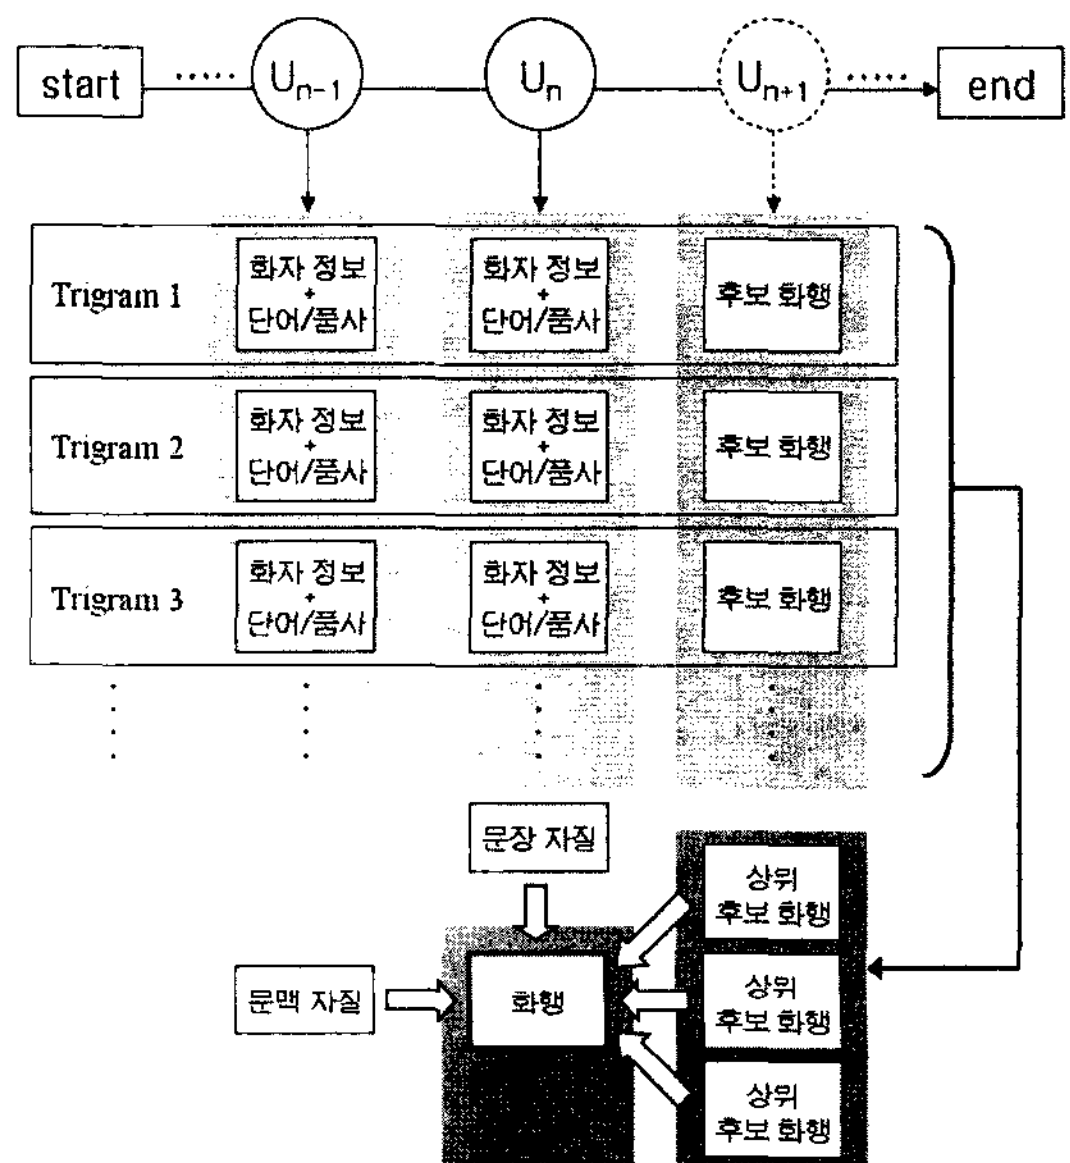 start ····· Un-1 Un Un+1 ····· end
Trigram 1
화자 정보
+
단어/품사
화자 정보
+
단어/품사
후보 화행
Trigram 2
화자 정보
+
단어/품사
화자 정보
+
단어/품사
후보 화행
Trigram 3
화자 정보
+
단어/품사
화자 정보
+
단어/품사
후보 화행
문장 자질
상위
후보 화행
문맥 자질
화행
상위
후보 화행
상위
후보 화행